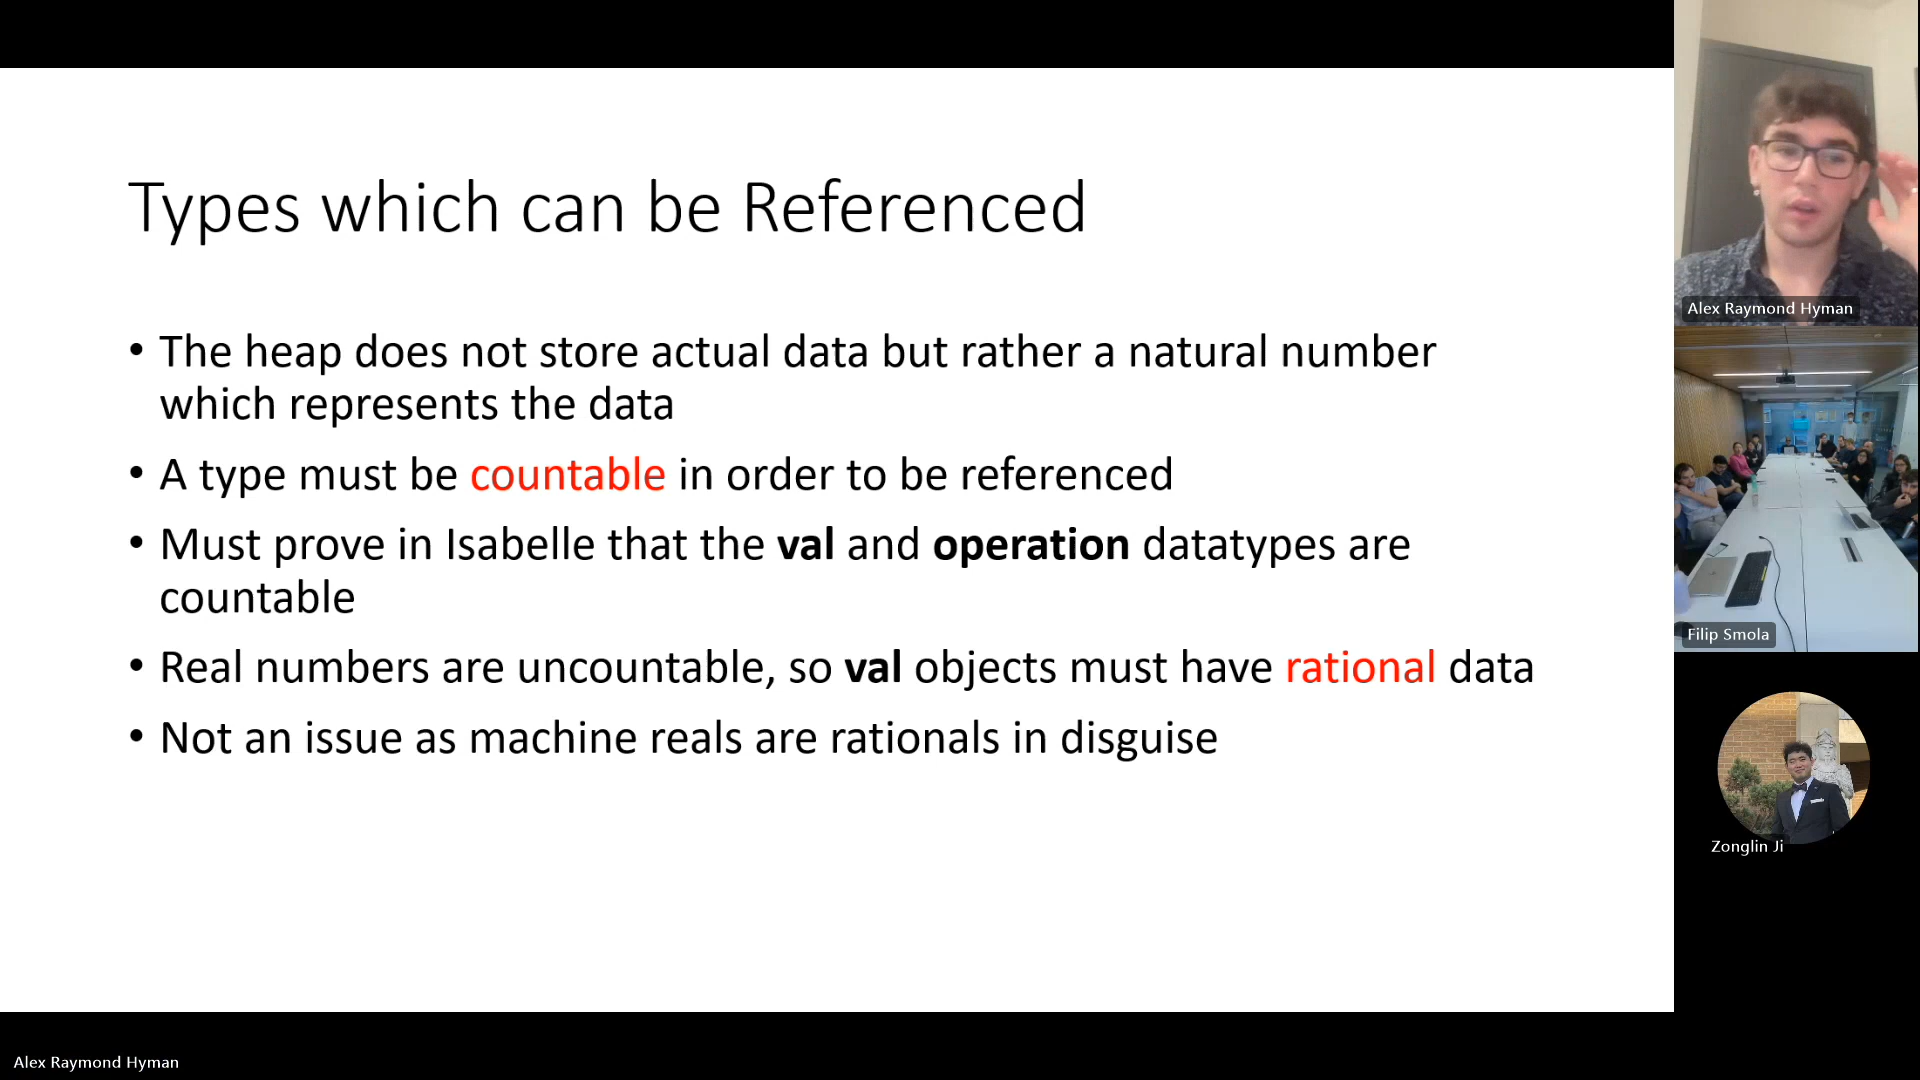 Types which can be Referenced
• The heap does not store actual data but rather a natural number
which represents the data
• A type must be countable in order to be referenced
• Must prove in Isabelle that the val and operation datatypes are
countable
• Real numbers are uncountable, so val objects must have rational data
• Not an issue as machine reals are rationals in disguise
Alex Raymond Hyman
Filip Smola
Zonglin Ji
Alex Raymond Hyman